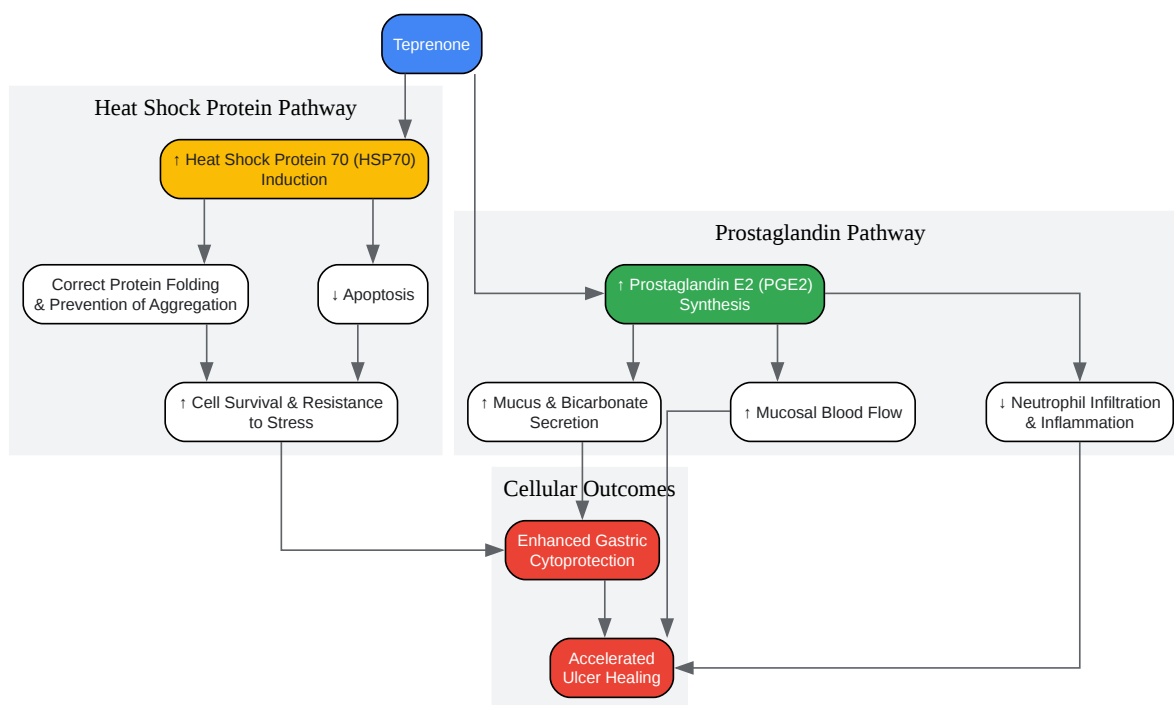 Teprenone
Heat Shock Protein Pathway
↑ Heat Shock Protein 70 (HSP70)
Induction
Correct Protein Folding
& Prevention of Aggregation
↓ Apoptosis
↑ Cell Survival & Resistance
to Stress
Prostaglandin Pathway
↑ Prostaglandin E2 (PGE2)
Synthesis
↑ Mucus & Bicarbonate
Secretion
↑ Mucosal Blood Flow
↓ Neutrophil Infiltration
& Inflammation
Cellular Outcomes
Enhanced Gastric
Cytoprotection
Accelerated
Ulcer Healing